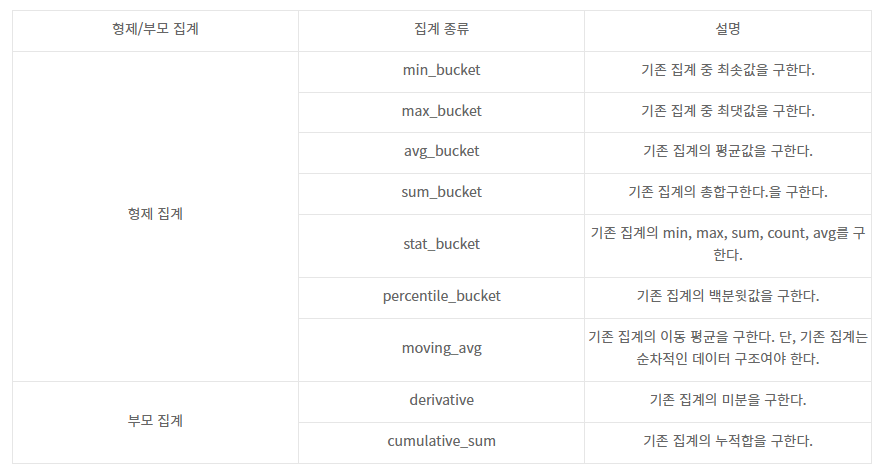 형제/부모 집계 집계 종류 설명
형제 집계
min_bucket 기존 집계 중 최솟값을 구한다.
max_bucket 기존 집계 중 최댓값을 구한다.
avg_bucket 기존 집계의 평균값을 구한다.
sum_bucket 기존 집계의 총합구한다.을 구한다.
stat_bucket 기존 집계의 min, max, sum, count, avg를 구
한다.
percentile_bucket 기존 집계의 백분윗값을 구한다.
moving_avg 기존 집계의 이동 평균을 구한다. 단, 기존 집계는
순차적인 데이터 구조여야 한다.
부모 집계
derivative 기존 집계의 미분을 구한다.
cumulative_sum 기존 집계의 누적합을 구한다.